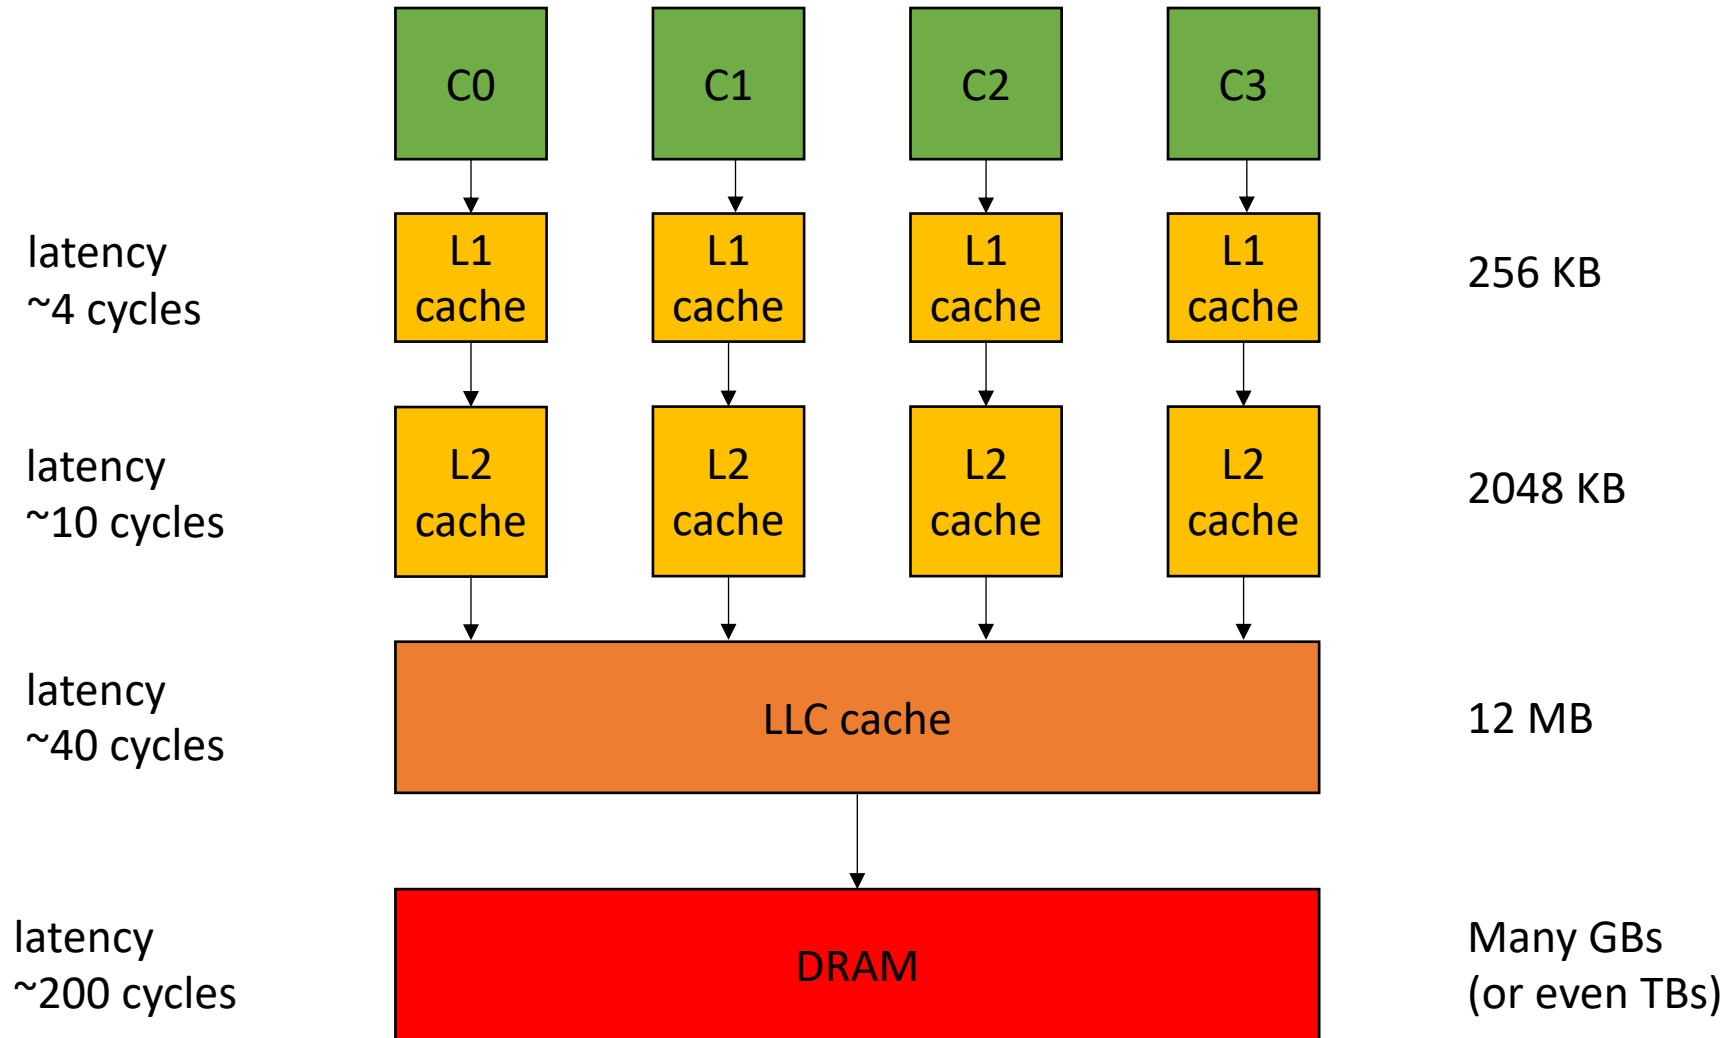 C0
C1
C2
C3
latency
~4 cycles
L1
cache
L1
cache
L1
cache
L1
cache
256 KB
latency
~10 cycles
L2
cache
L2
cache
L2
cache
L2
cache
2048 KB
latency
~40 cycles
LLC cache
12 MB
latency
~200 cycles
DRAM
Many GBs
(or even TBs)